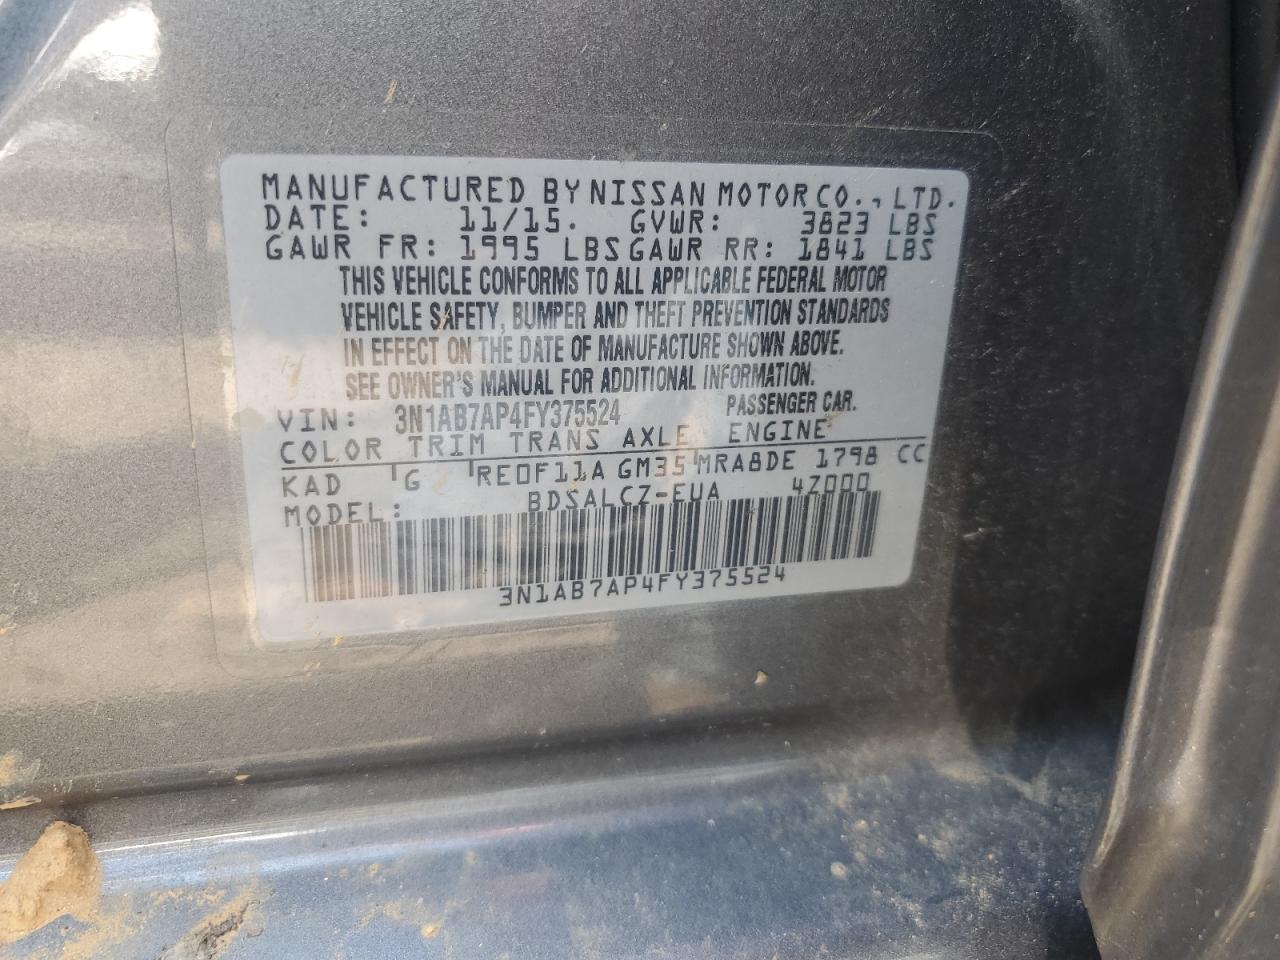 MANUFACTURED BY NISSAN MOTOR CO., LTD.
DATE: 11/15. GVWR: 3823 LBS
GAWR FR: 1995 LBS GAWR RR: 1841 LBS
THIS VEHICLE CONFORMS TO ALL APPLICABLE FEDERAL MOTOR
VEHICLE SAFETY, BUMPER AND THEFT PREVENTION STANDARDS
IN EFFECT ON THE DATE OF MANUFACTURE SHOWN ABOVE.
SEE OWNER'S MANUAL FOR ADDITIONAL INFORMATION.
VIN: 3N1AB7AP4FY375524 PASSENGER CAR.
COLOR TRIM TRANS AXLE ENGINE
KAD G RE0F11A GM35 MRA8DE 1798 CC
MODEL: BDSALCZ-EUA 4Z000
3N1AB7AP4FY375524